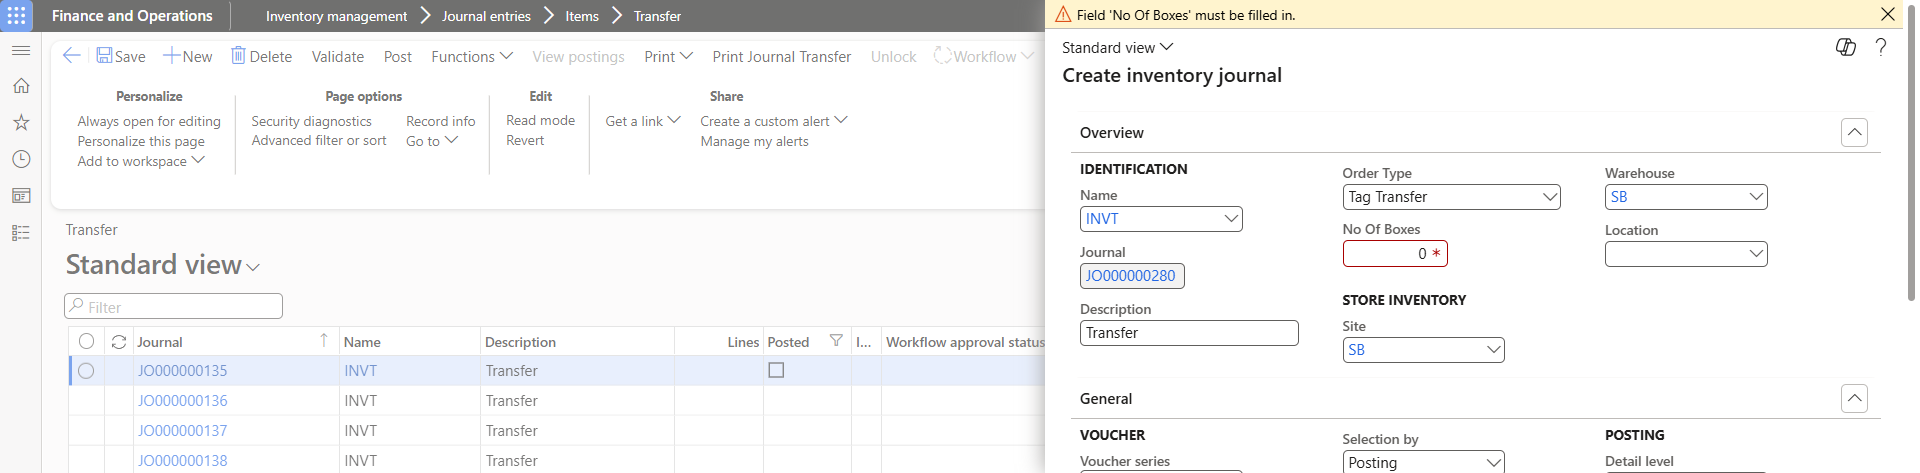 Finance and Operations
Inventory management > Journal entries > Items > Transfer
Save New Delete Validate Post Functions View postings Print Print Journal Transfer Unlock Workflow
Personalize
Always open for editing
Personalize this page
Add to workspace
Page options
Security diagnostics Record info
Advanced filter or sort Go to
Edit
Read mode
Revert
Share
Get a link Create a custom alert
Manage my alerts
Transfer
Standard view
Filter
Journal Name Description Lines Posted I... Workflow approval status
JO000000135 INVT Transfer
JO000000136 INVT Transfer
JO000000137 INVT Transfer
JO000000138 INVT Transfer
Field 'No Of Boxes' must be filled in.
Standard view
?
Create inventory journal
Overview
IDENTIFICATION
Name
INVT
Journal
JO000000280
Description
Transfer
Order Type
Tag Transfer
No Of Boxes
0 *
STORE INVENTORY
Site
SB
Warehouse
SB
Location
General
VOUCHER
Voucher series
Selection by
Posting
POSTING
Detail level